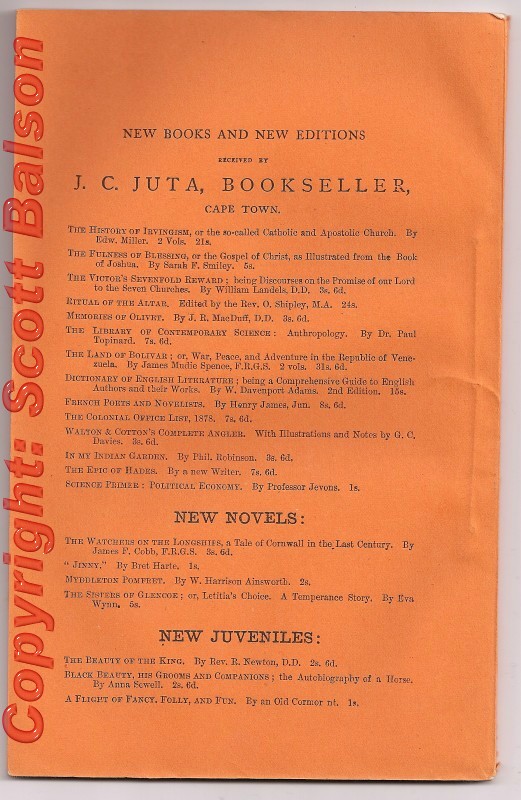 Copyright: Scott Balson
NEW BOOKS AND NEW EDITIONS
RECEIVED BY
J. C. JUTA, BOOKSELLER,
CAPE TOWN.
THE HISTORY OF IRVINGISM, or the so-called Catholic and Apostolic Church. By
Edw. Miller. 2 Vols. 21s.
THE FULNESS OF BLESSING, or the Gospel of Christ, as Illustrated from the Book
of Joshua. By Sarah F. Smiley. 5s.
THE VICTOR'S SEVENFOLD REWARD; being Discourses on the Promise of our Lord
to the Seven Churches. By William Landels, D.D. 3s. 6d.
RITUAL OF THE ALTAR. Edited by the Rev. O. Shipley, M.A. 24s.
MEMORIES OF OLIVET. By J. R. MacDuff, D.D. 3s. 6d.
THE LIBRARY OF CONTEMPORARY SCIENCE: Anthropology. By Dr. Paul
Topinard. 7s. 6d.
THE LAND OF BOLIVAR; or, War, Peace, and Adventure in the Republic of Vene-
zuela. By James Mudie Spence, F.R.G.S. 2 vols. 31s. 6d.
DICTIONARY OF ENGLISH LITERATURE; being a Comprehensive Guide to English
Authors and their Works. By W. Davenport Adams. 2nd Edition. 15s.
FRENCH PORTS AND NOVELISTS. By Henry James, Jun. 8s. 6d.
THE COLONIAL OFFICE LIST, 1878. 7s. 6d.
WALTON & COTTON'S COMPLETE ANGLER. With Illustrations and Notes by G. C.
Davies. 3s. 6d.
IN MY INDIAN GARDEN. By Phil. Robinson. 3s. 6d.
THE EPIC OF HADES. By a new Writer. 7s. 6d.
SCIENCE PRIMER: POLITICAL ECONOMY. By Professor Jevons. 1s.
NEW NOVELS:
THE WATCHERS ON THE LONGSHIPS, a Tale of Cornwall in the Last Century. By
James F. Cobb, F.R.G.S. 3s. 6d.
"JINNY," By Bret Harte. 1s.
MYDDLETON POMFRET. By W. Harrison Ainsworth. 2s.
THE SISTERS OF GLENCOE; or, Letitia's Choice. A Temperance Story. By Eva
Wynn. 5s.
NEW JUVENILES:
THE BEAUTY OF THE KING. By Rev. R. Newton, D.D. 2s. 6d.
BLACK BEAUTY, HIS GROOMS AND COMPANIONS; the Autobiography of a Horse.
By Anna Sewell. 2s. 6d.
A FLIGHT OF FANCY, FOLLY, AND FUN. By an Old Cormor nt. 1s.